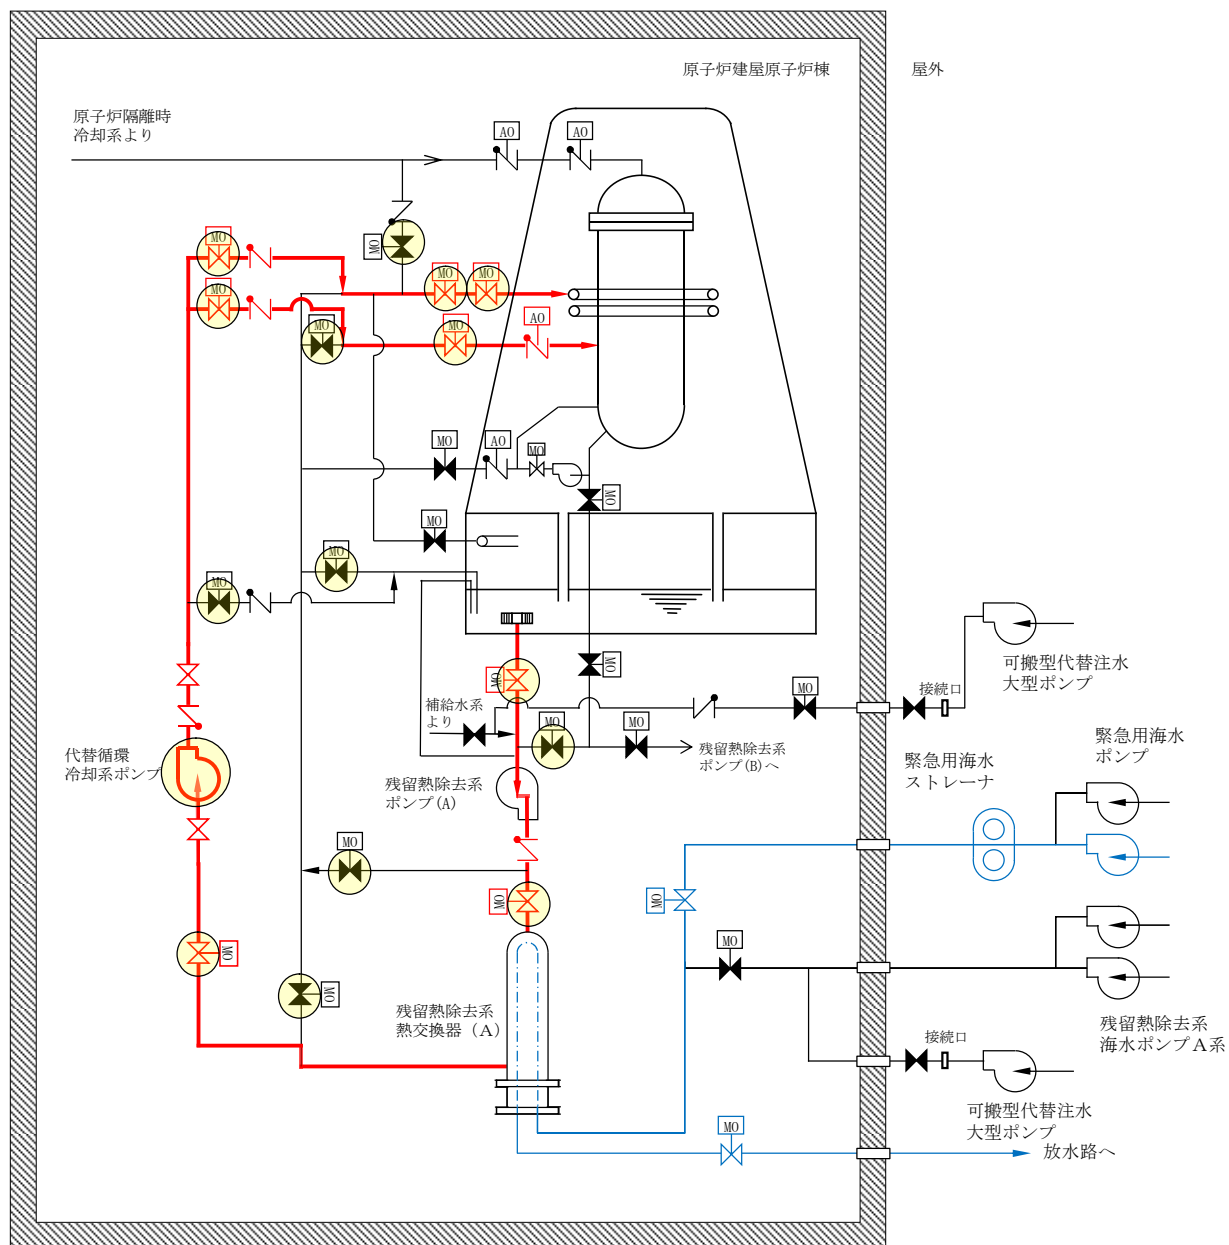 原子炉建屋原子炉棟
屋外
原子炉隔離時
冷却系より
AO
AO
MO
MO
MO
MO
MO
MO
AO
MO
MO
MO
AO
MO
MO
MO
MO
MO
MO
MO
MO
補給水系
より
MO
MO
MO
接続口
可搬型代替注水
大型ポンプ
残留熱除去系
ポンプ(B)へ
代替循環
冷却系ポンプ
残留熱除去系
ポンプ(A)
緊急用海水
ストレーナ
緊急用海水
ポンプ
MO
MO
MO
MO
MO
MO
残留熱除去系
熱交換器（A）
残留熱除去系
海水ポンプA系
接続口
可搬型代替注水
大型ポンプ
MO
放水路へ